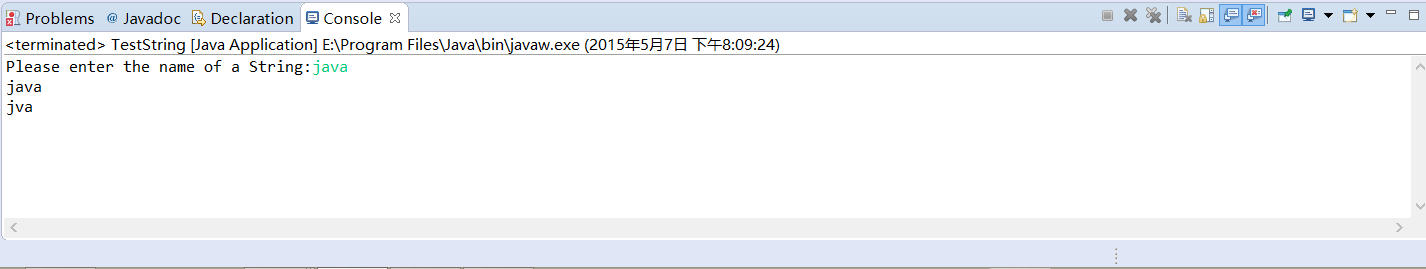 Problems @ Javadoc Declaration Console
<terminated> TestString [Java Application] E:\Program Files\Java\bin\javaw.exe (2015年5月7日 下午8:09:24)
Please enter the name of a String:java
java
jva